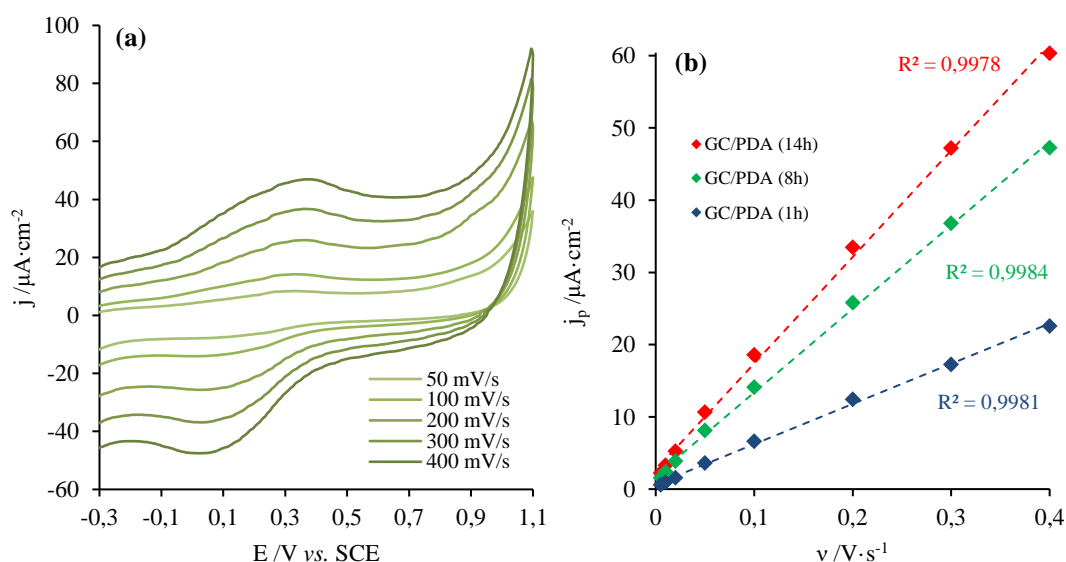 (a)
100
80
60
40
20
0
-20
-40
-60
-0,3
-0,1
0,1
0,3
0,5
0,7
0,9
1,1
j /µA·cm-2
E /V vs. SCE
50 mV/s
100 mV/s
200 mV/s
300 mV/s
400 mV/s
(b)
60
50
40
30
20
10
0
0
0,1
0,2
0,3
0,4
jp /µA·cm-2
ν /V·s-1
R² = 0,9978
GC/PDA (14h)
GC/PDA (8h)
GC/PDA (1h)
R² = 0,9984
R² = 0,9981